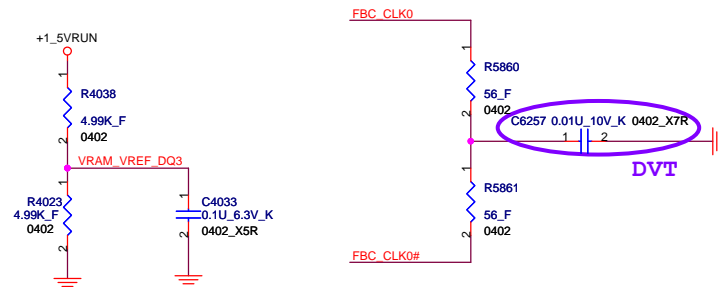 +1_5VRUN
1
R4038
4.99K_F
0402
2
VRAM_VREF_DQ3
1
R4023
4.99K_F
0402
2
1
C4033
0.1U_6.3V_K
2
0402_X5R
FBC_CLK0
1
R5860
56_F
0402
2
C6257 0.01U_10V_K 0402_X7R
1 2
DVT
1
R5861
56_F
0402
2
FBC_CLK0#